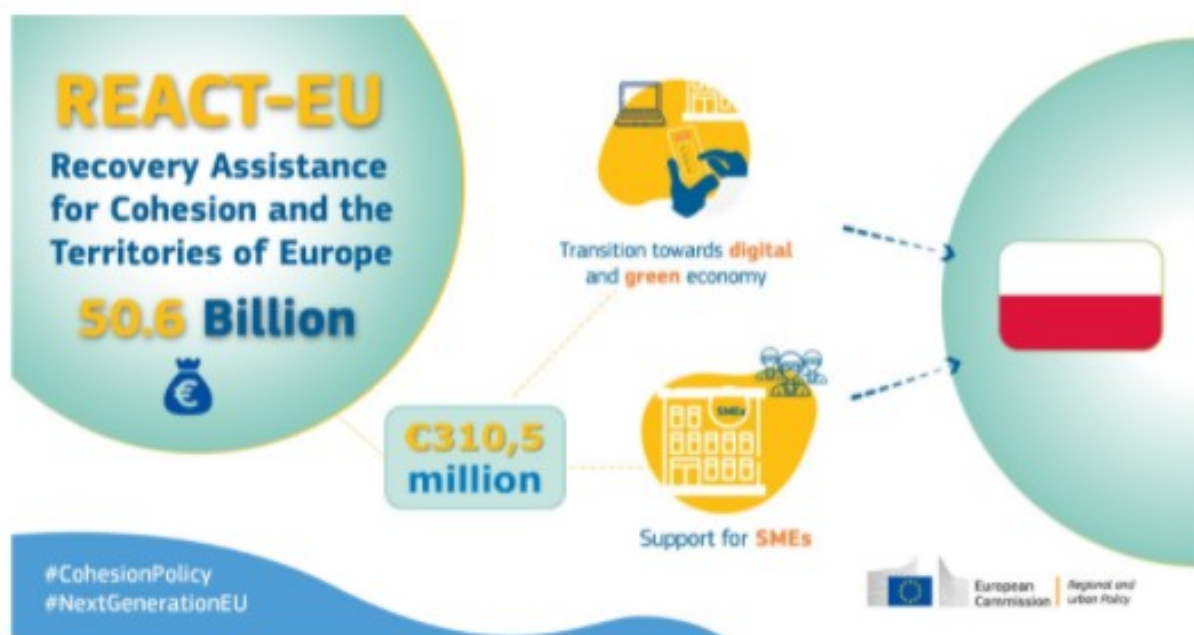 REACT-EU
Recovery Assistance
for Cohesion and the
Territories of Europe
50.6 Billion
€
€310,5
million
Transition towards digital
and green economy
SMEs
Support for SMEs
#CohesionPolicy
#NextGenerationEU
European
Commission
Regional and
urban Policy